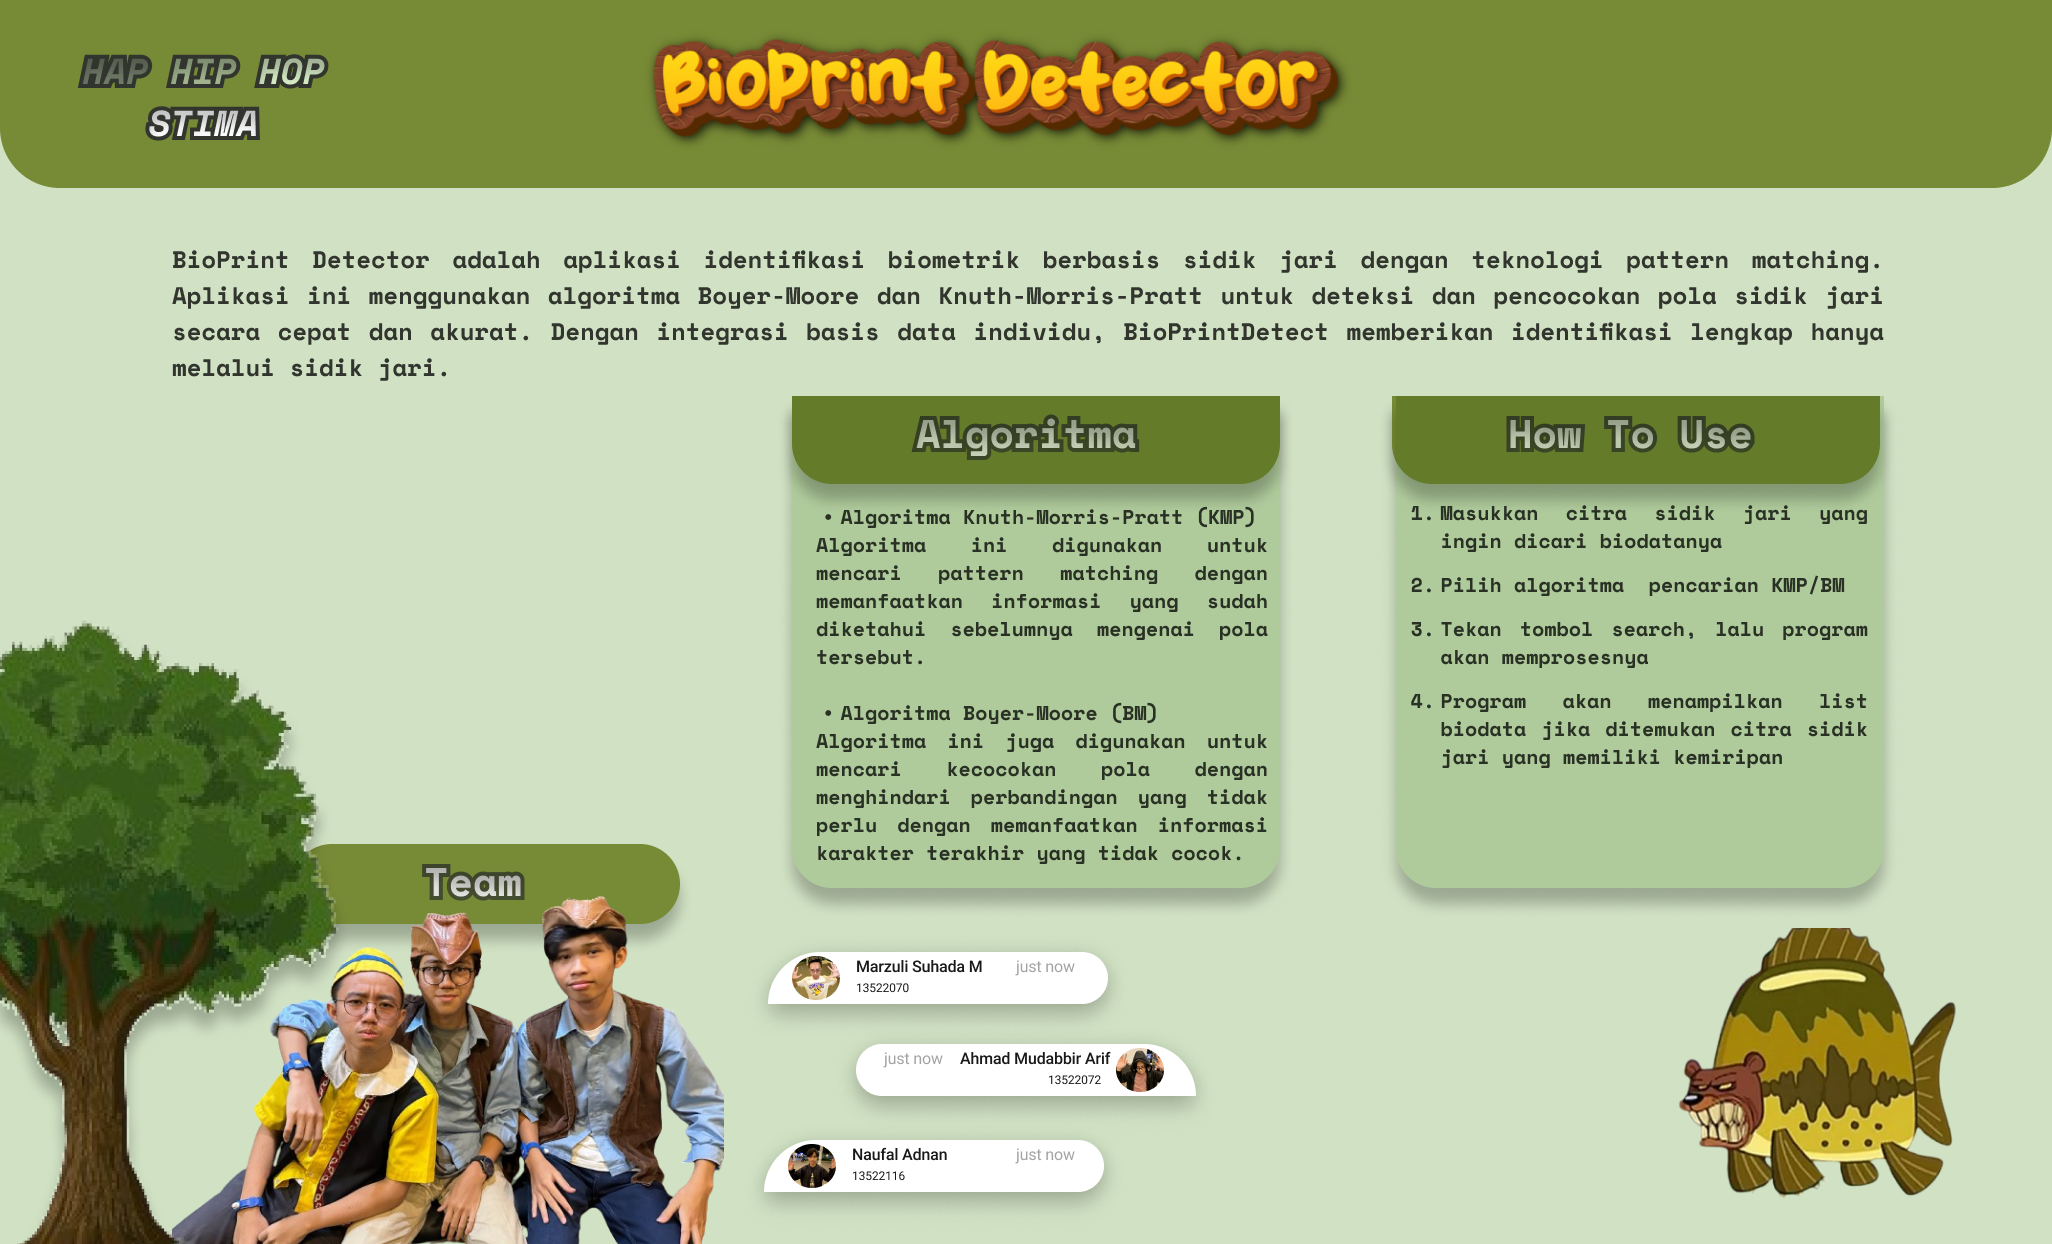 HAP HIP HOP
STIMA
BioPrint Detector
BioPrint Detector adalah aplikasi identifikasi biometrik berbasis sidik jari dengan teknologi pattern matching.
Aplikasi ini menggunakan algoritma Boyer-Moore dan Knuth-Morris-Pratt untuk deteksi dan pencocokan pola sidik jari
secara cepat dan akurat. Dengan integrasi basis data individu, BioPrintDetect memberikan identifikasi lengkap hanya
melalui sidik jari.
Algoritma
• Algoritma Knuth-Morris-Pratt (KMP)
Algoritma ini digunakan untuk
mencari pattern matching dengan
memanfaatkan informasi yang sudah
diketahui sebelumnya mengenai pola
tersebut.
• Algoritma Boyer-Moore (BM)
Algoritma ini juga digunakan untuk
mencari kecocokan pola dengan
menghindari perbandingan yang tidak
perlu dengan memanfaatkan informasi
karakter terakhir yang tidak cocok.
How To Use
1. Masukkan citra sidik jari yang
ingin dicari biodatanya
2. Pilih algoritma pencarian KMP/BM
3. Tekan tombol search, lalu program
akan memprosesnya
4. Program akan menampilkan list
biodata jika ditemukan citra sidik
jari yang memiliki kemiripan
Team
Marzuli Suhada M just now
13522070
just now Ahmad Mudabbir Arif
13522072
Naufal Adnan just now
13522116